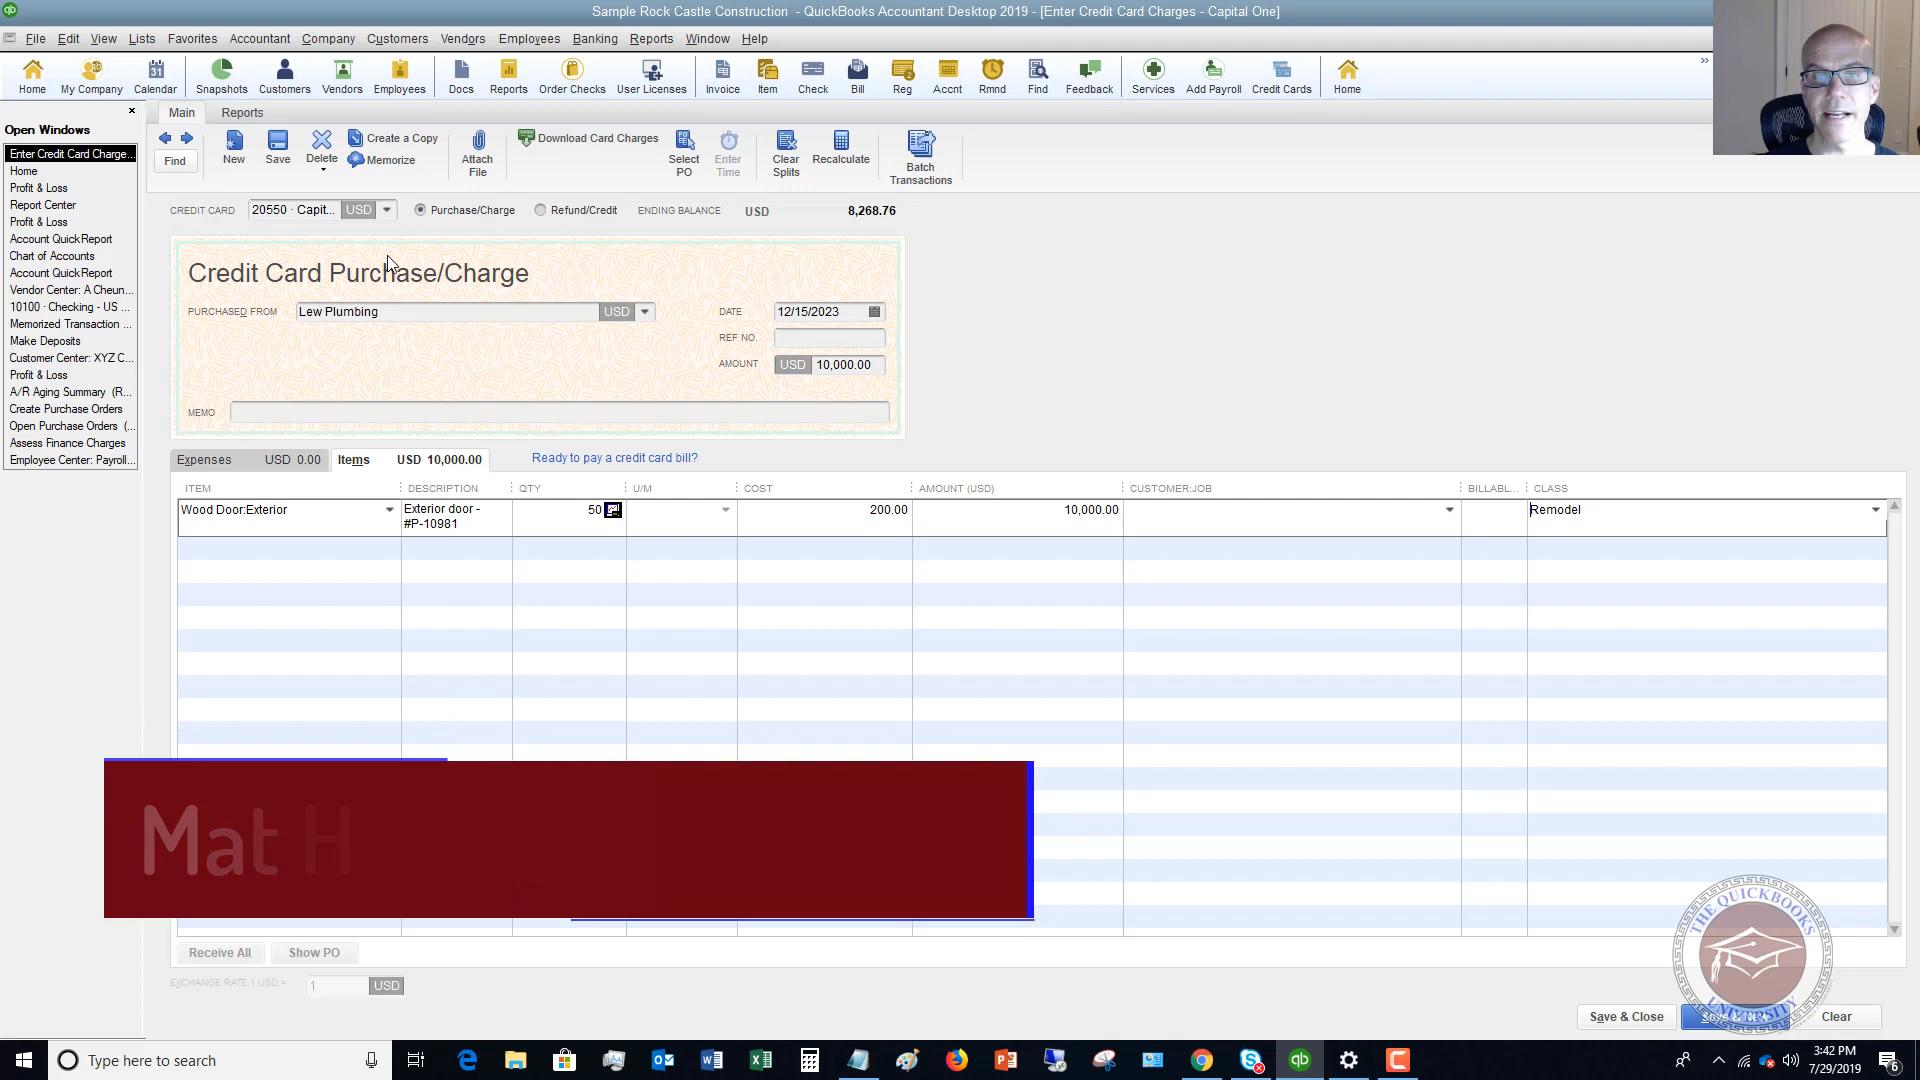 Sample Rock Castle Construction - QuickBooks Accountant Desktop 2019 - [Enter Credit Card Charges - Capital One]
File Edit View Lists Favorites Accountant Company Customers Vendors Employees Banking Reports Window Help
Home My Company Calendar Snapshots Customers Vendors Employees Docs Reports Order Checks User Licenses Invoice Item Check Bill Reg Accnt Rmnd Find Feedback Services Add Payroll Credit Cards Home
Main Reports
Open Windows
Enter Credit Card Charge...
Home
Profit & Loss
Report Center
Profit & Loss
Account QuickReport
Chart of Accounts
Account QuickReport
Vendor Center: A Cheun...
10100 · Checking - US ...
Memorized Transaction ...
Make Deposits
Customer Center: XYZ C...
Profit & Loss
A/R Aging Summary (R...
Create Purchase Orders
Open Purchase Orders (...
Assess Finance Charges
Employee Center: Payroll...
Find New Save Delete Create a Copy Memorize Attach File Download Card Charges Select PO Enter Time Clear Splits Recalculate Batch Transactions
CREDIT CARD 20550 · Capit... USD Purchase/Charge Refund/Credit ENDING BALANCE USD 8,268.76
Credit Card Purchase/Charge
PURCHASED FROM Lew Plumbing USD DATE 12/15/2023
REF NO.
AMOUNT USD 10,000.00
MEMO
Expenses USD 0.00 Items USD 10,000.00 Ready to pay a credit card bill?
ITEM DESCRIPTION QTY U/M COST AMOUNT (USD) CUSTOMER:JOB BILLABL... CLASS
Wood Door:Exterior Exterior door - 50 200.00 10,000.00 Remodel
#P-10981
Mat H
Receive All Show PO
EXCHANGE RATE 1 USD = 1 USD
Save & Close Save & New Clear
THE QUICKBOOKS UNIVERSITY
Type here to search
3:42 PM
7/29/2019
6